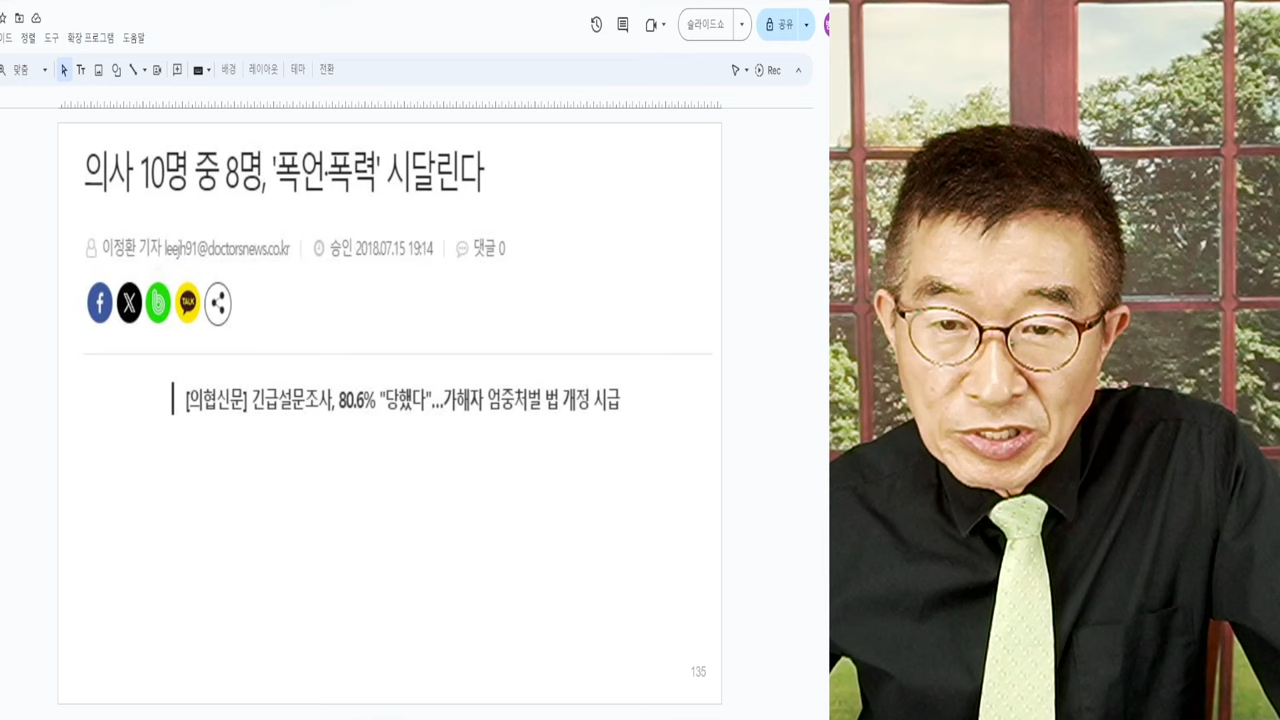 이드 정렬 도구 확장 프로그램 도움말
슬라이드쇼
공유
맞춤
배경 레이아웃 테마 전환
Rec
의사 10명 중 8명, '폭언·폭력' 시달린다
이정환 기자 leejh91@doctorsnews.co.kr 승인 2018.07.15 19:14 댓글 0
TALK
[의협신문] 긴급설문조사, 80.6% "당했다"...가해자 엄중처벌 법 개정 시급
135